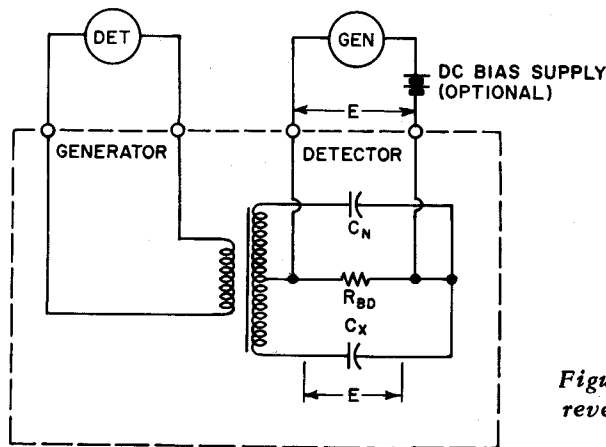 DET
GEN
DC BIAS SUPPLY
(OPTIONAL)
E
GENERATOR
DETECTOR
C_N
R_BD
C_X
E
Figu
reve